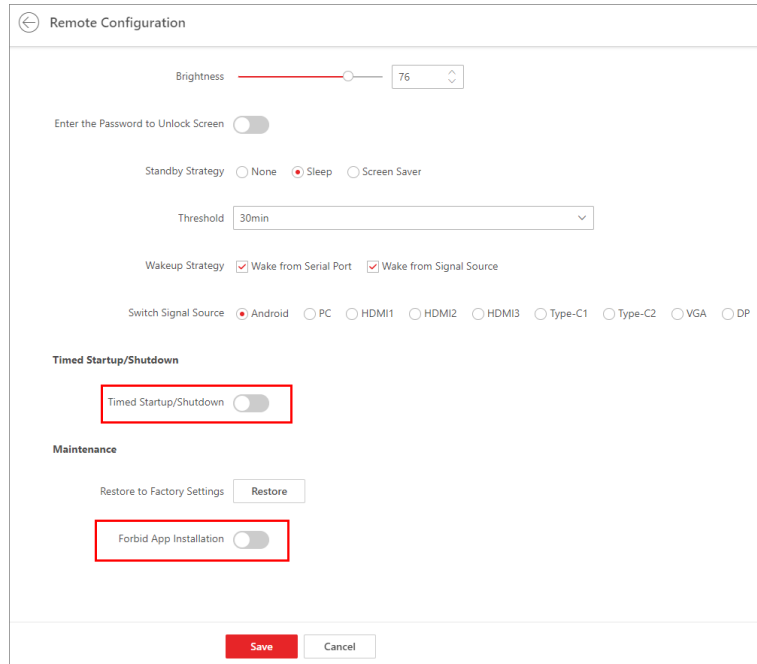 Remote Configuration
Brightness 76
Enter the Password to Unlock Screen
Standby Strategy None Sleep Screen Saver
Threshold 30min
Wakeup Strategy Wake from Serial Port Wake from Signal Source
Switch Signal Source Android PC HDMI1 HDMI2 HDMI3 Type-C1 Type-C2 VGA DP
Timed Startup/Shutdown
Timed Startup/Shutdown
Maintenance
Restore to Factory Settings Restore
Forbid App Installation
Save Cancel